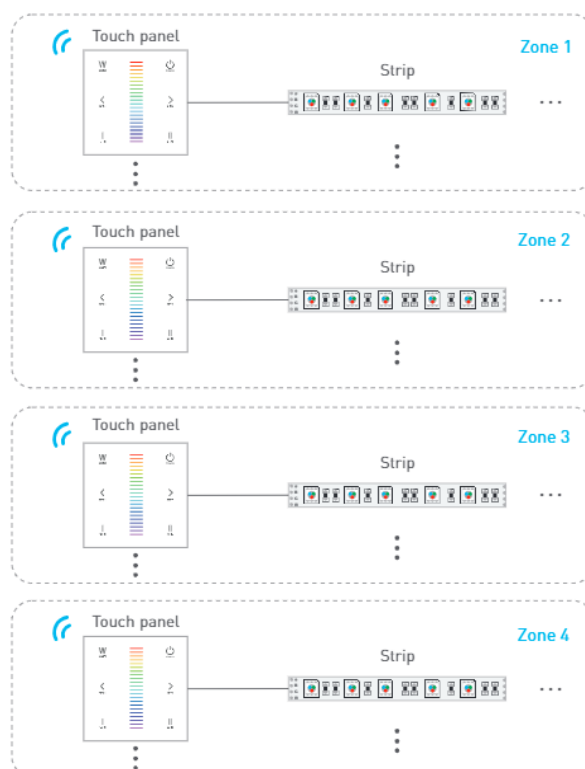 Touch panel
Zone 1
Strip
W
Touch panel
Zone 2
Strip
W
Touch panel
Zone 3
Strip
W
Touch panel
Zone 4
Strip
W